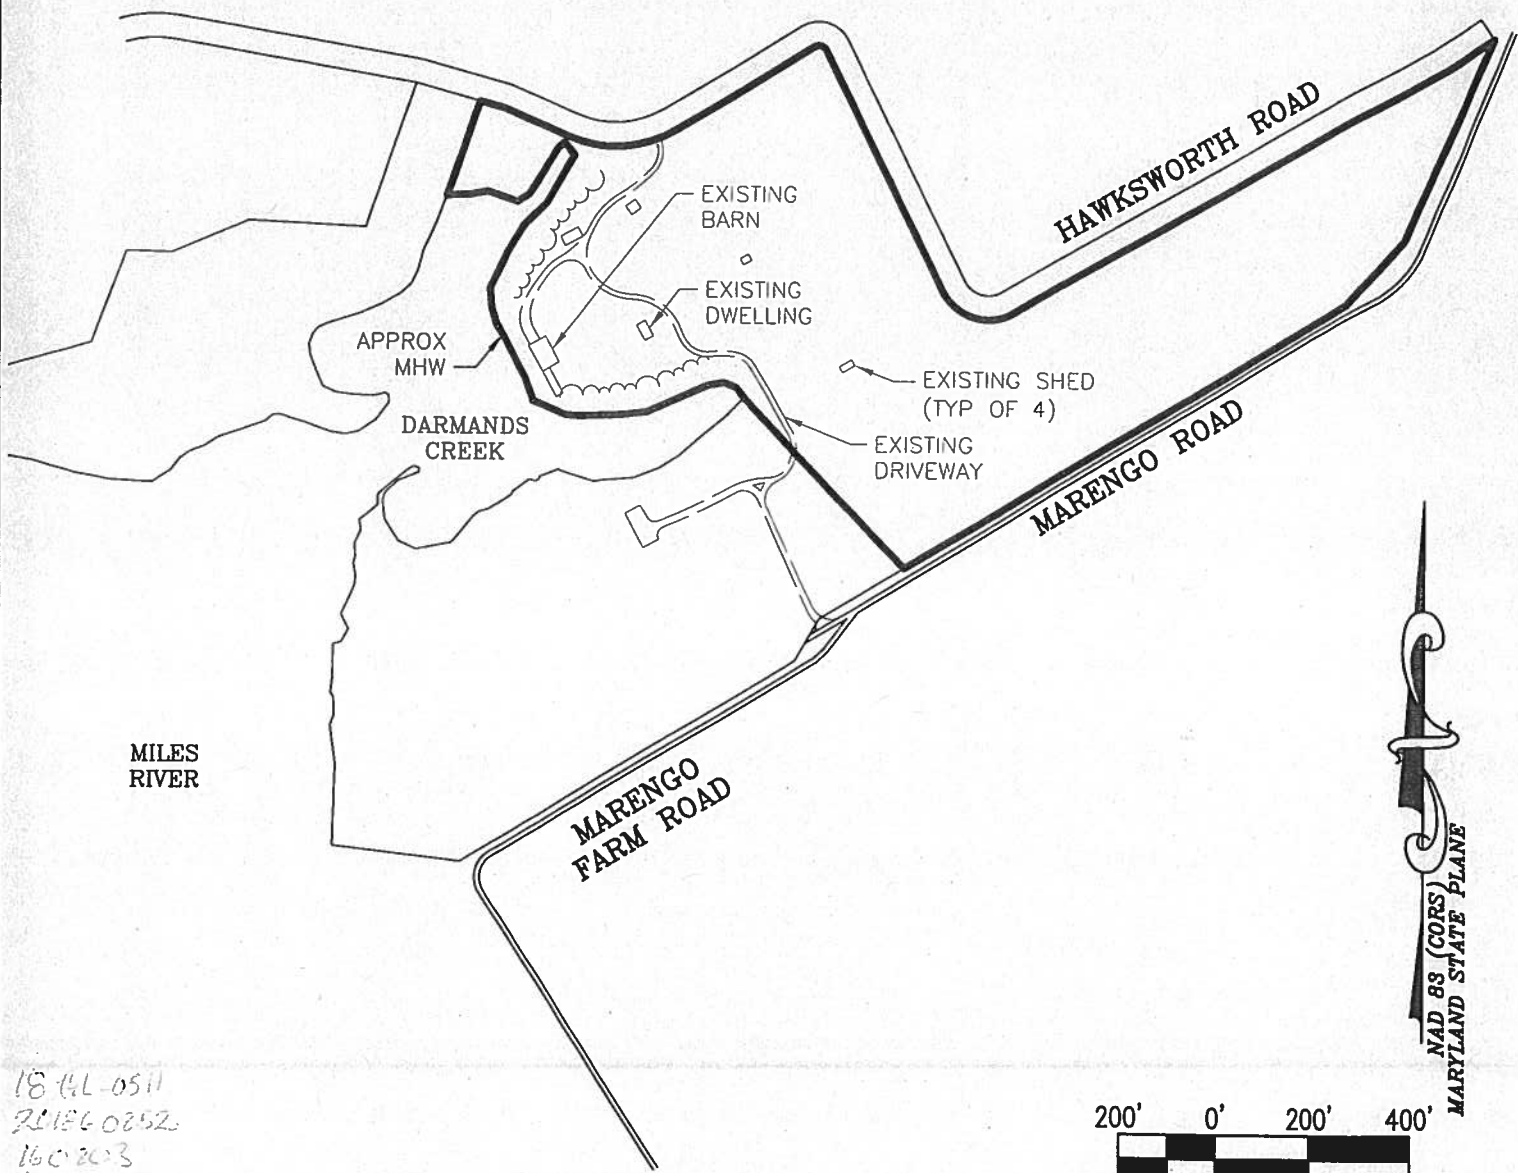 HAWKSWORTH ROAD
EXISTING
BARN
EXISTING
DWELLING
APPROX
MHW
EXISTING SHED
(TYP OF 4)
DARMANDS
CREEK
EXISTING
DRIVEWAY
MARENGO ROAD
MILES
RIVER
MARENGO
FARM ROAD
NAD 83 (CORS)
MARYLAND STATE PLANE
200' 0' 200' 400'